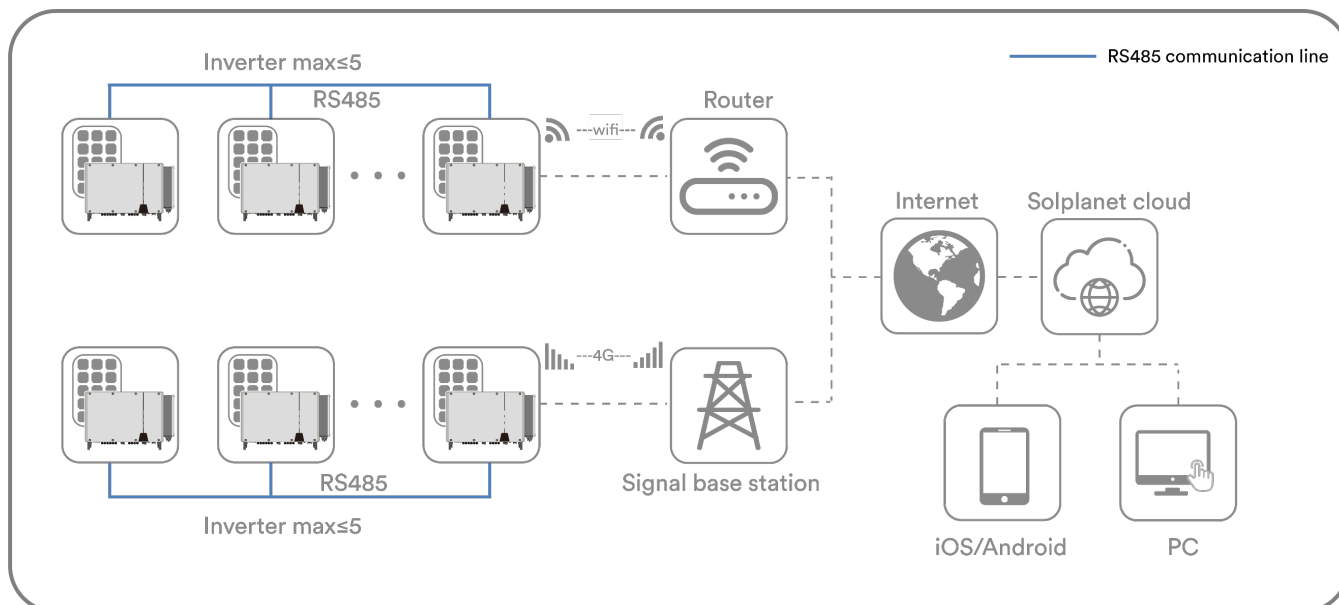 Inverter max≤5
RS485 communication line
RS485
Router
---wifi---
Internet
Solplanet cloud
---4G---
RS485
Signal base station
Inverter max≤5
iOS/Android
PC